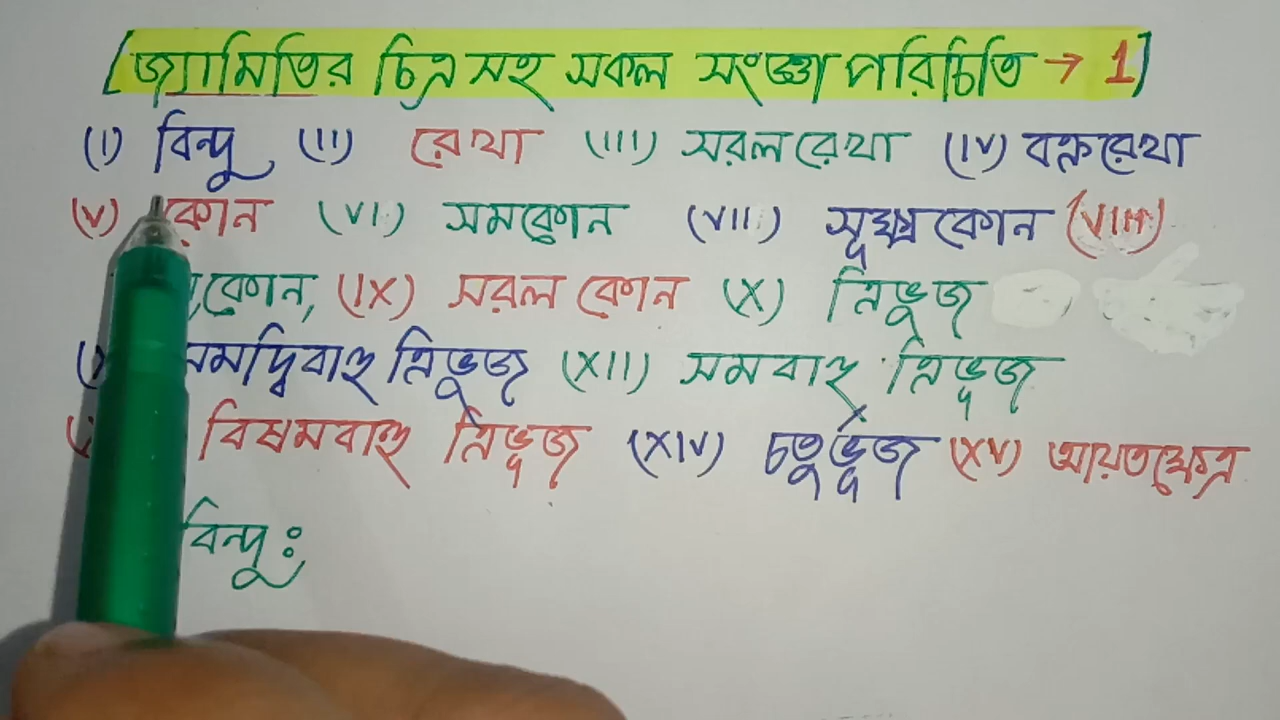 [জ্যামিতির চিত্র সহ সকল সংজ্ঞা পরিচিতি → 1]
(i) বিন্দু (ii) রেখা (iii) সরলরেখা (iv) বক্ররেখা
(v) কোন (vi) সমকোন (vii) সূক্ষ্মকোন (viii)
কোন, (ix) সরল কোন (x) ত্রিভুজ
সমদ্বিবাহু ত্রিভুজ (xii) সমবাহু ত্রিভূজ
বিষমবাহু ত্রিভূজ (xiv) চতুর্ভূজ (xv) আয়তক্ষেত্র
বিন্দু: